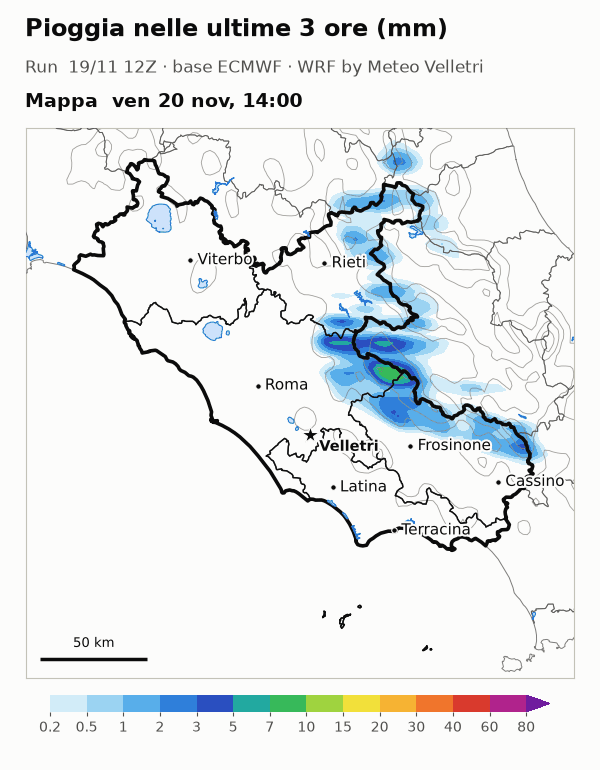 Pioggia nelle ultime 3 ore (mm)
Run  19/11 12Z · base ECMWF · WRF by Meteo Velletri
Mappa  ven 20 nov, 14:00
Viterbo
Rieti
Roma
Velletri
Frosinone
Latina
Cassino
Terracina
50 km
0.2 0.5 1 2 3 5 7 10 15 20 30 40 60 80